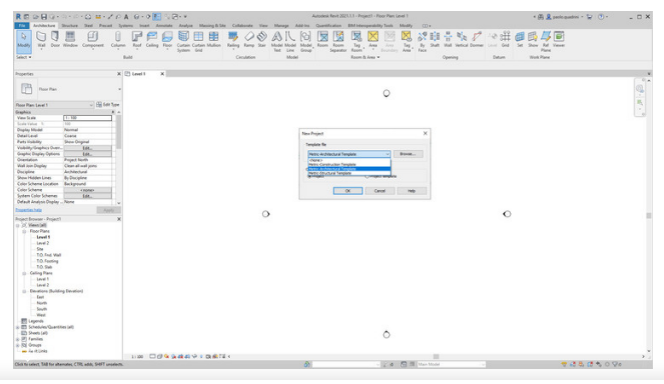 Autodesk Revit 2021.1.1 - Project1 - Floor Plan: Level 1
File Architecture Structure Steel Precast Systems Insert Annotate Analyze Massing & Site Collaborate View Manage Add-Ins Quantification BIM Interoperability Tools Modify
Modify Wall Door Window Component Column Roof Ceiling Floor Curtain System Curtain Grid Mullion Railing Ramp Stair Model Text Model Line Model Group Room Room Separator Tag Room Area Tag Area By Face Shaft Wall Vertical Dormer Level Grid Set Show Ref Plane Viewer
Select Build Circulation Model Room & Area Opening Datum Work Plane
Properties
Level 1
Floor Plan
Floor Plan: Level 1 Edit Type
Graphics
View Scale 1 : 100
Scale Value 1: 100
Display Model Normal
Detail Level Coarse
Parts Visibility Show Original
Visibility/Graphics Overr... Edit...
Graphic Display Options Edit...
Orientation Project North
Wall Join Display Clean all wall joins
Discipline Architectural
Show Hidden Lines By Discipline
Color Scheme Location Background
Color Scheme <none>
System Color Schemes Edit...
Default Analysis Display ... None
Properties help Apply
Project Browser - Project1
Views (all)
Floor Plans
Level 1
Level 2
Site
T.O. Fnd. Wall
T.O. Footing
T.O. Slab
Ceiling Plans
Level 1
Level 2
Elevations (Building Elevation)
East
North
South
West
Legends
Schedules/Quantities (all)
Sheets (all)
Families
Groups
Revit Links
New Project
Template file
Metric-Architectural Template
Browse...
<None>
Metric-Construction Template
Metric-Architectural Template
Metric-Structural Template
OK Cancel Help
1 : 100
Click to select, TAB for alternates, CTRL adds, SHIFT unselects.
Main Model